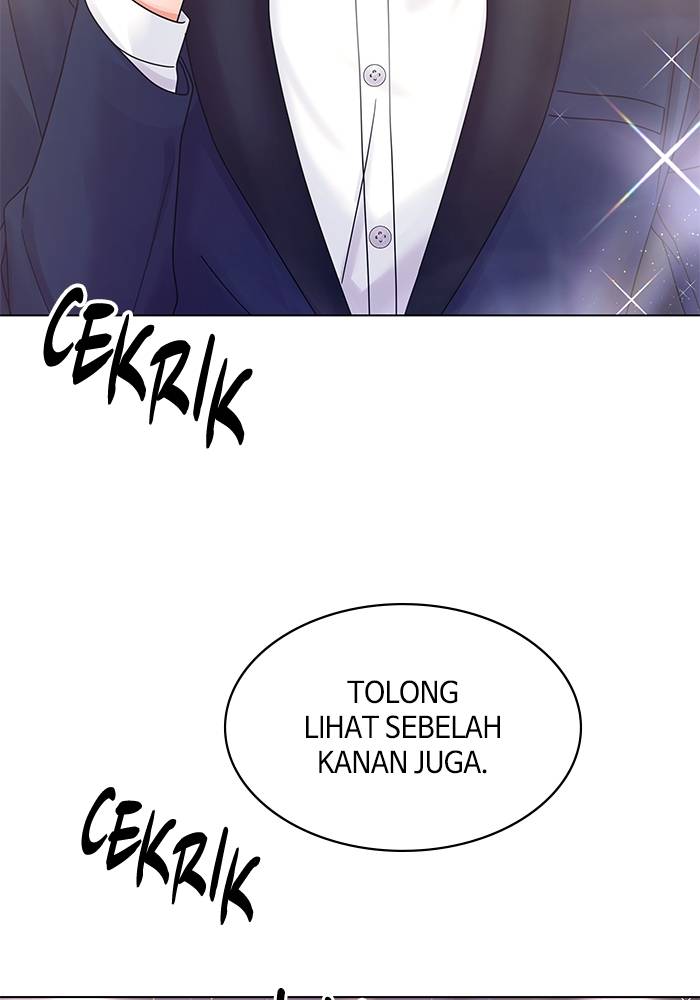 CEKRIK
TOLONG
LIHAT SEBELAH
KANAN JUGA.
CEKRIK